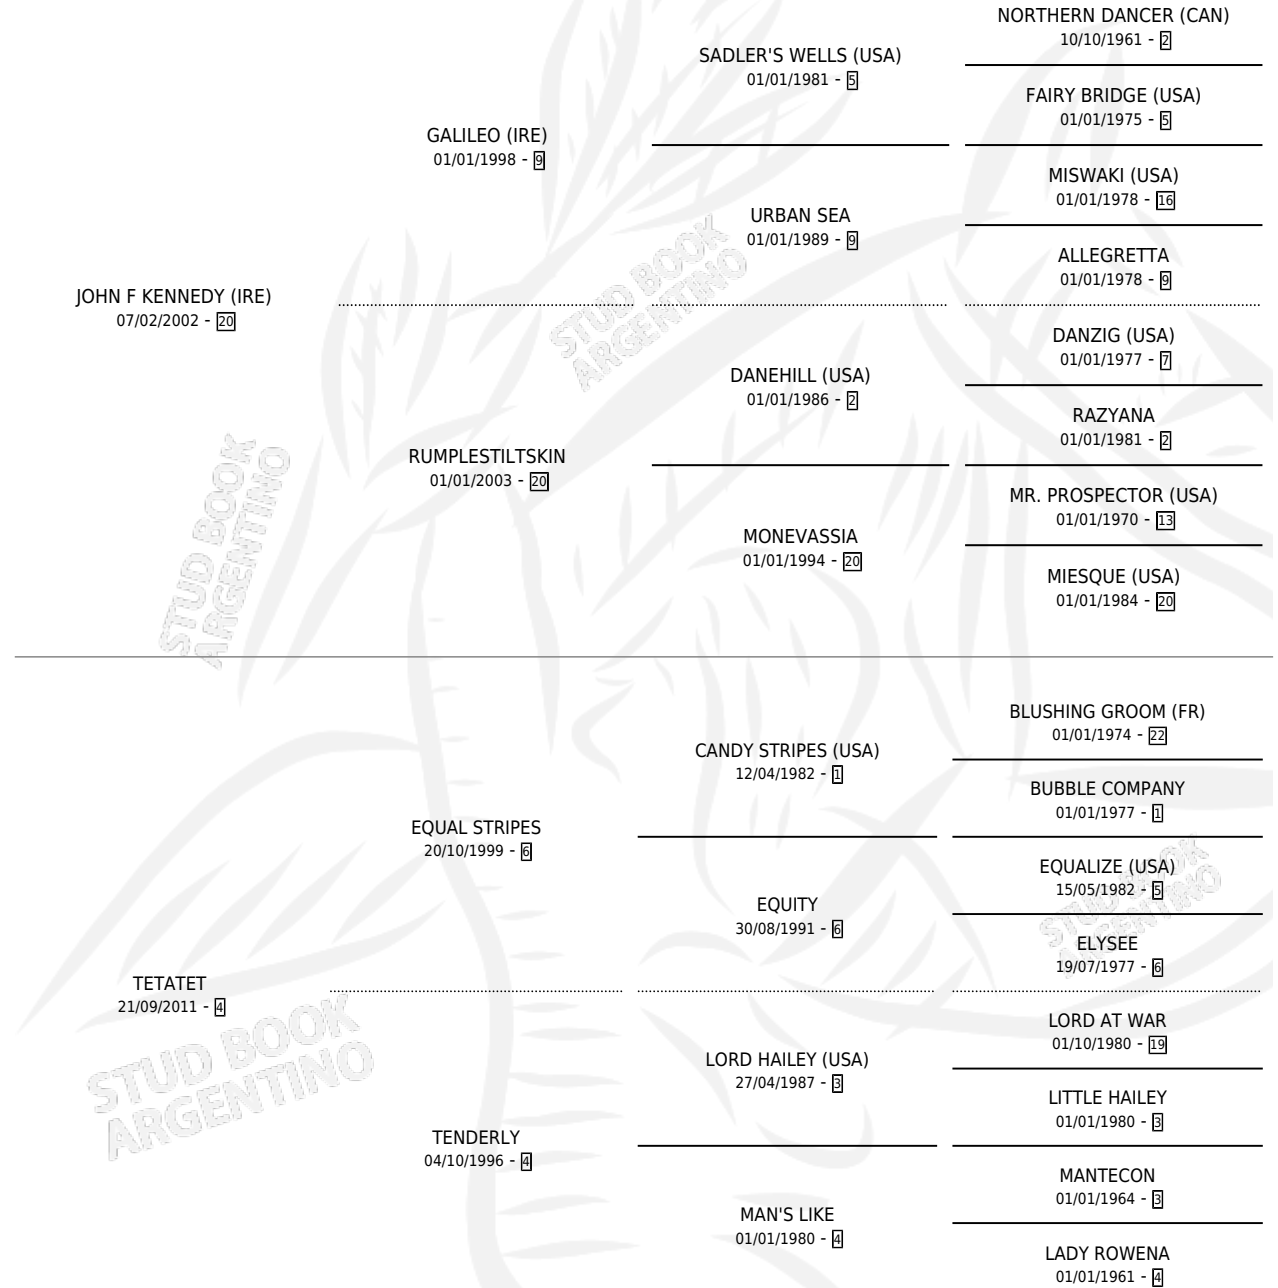 NORTHERN DANCER (CAN)
10/10/1961 - 2
SADLER'S WELLS (USA)
01/01/1981 - 5
FAIRY BRIDGE (USA)
01/01/1975 - 5
GALILEO (IRE)
01/01/1998 - 9
MISWAKI (USA)
01/01/1978 - 16
URBAN SEA
01/01/1989 - 9
ALLEGRETTA
01/01/1978 - 9
JOHN F KENNEDY (IRE)
07/02/2002 - 20
DANZIG (USA)
01/01/1977 - 7
DANEHILL (USA)
01/01/1986 - 2
RAZYANA
01/01/1981 - 2
RUMPLESTILTSKIN
01/01/2003 - 20
MR. PROSPECTOR (USA)
01/01/1970 - 13
MONEVASSIA
01/01/1994 - 20
MIESQUE (USA)
01/01/1984 - 20
STUD BOOK
ARGENTINO
STUD BOOK
ARGENTINO
BLUSHING GROOM (FR)
01/01/1974 - 22
CANDY STRIPES (USA)
12/04/1982 - 1
BUBBLE COMPANY
01/01/1977 - 1
EQUAL STRIPES
20/10/1999 - 6
EQUALIZE (USA)
15/05/1982 - 5
EQUITY
30/08/1991 - 6
ELYSEE
19/07/1977 - 6
TETATET
21/09/2011 - 4
LORD AT WAR
01/10/1980 - 19
LORD HAILEY (USA)
27/04/1987 - 3
LITTLE HAILEY
01/01/1980 - 3
TENDERLY
04/10/1996 - 4
MANTECON
01/01/1964 - 3
MAN'S LIKE
01/01/1980 - 4
LADY ROWENA
01/01/1961 - 4
STUD BOOK
ARGENTINO
STUD BOOK
ARGENTINO